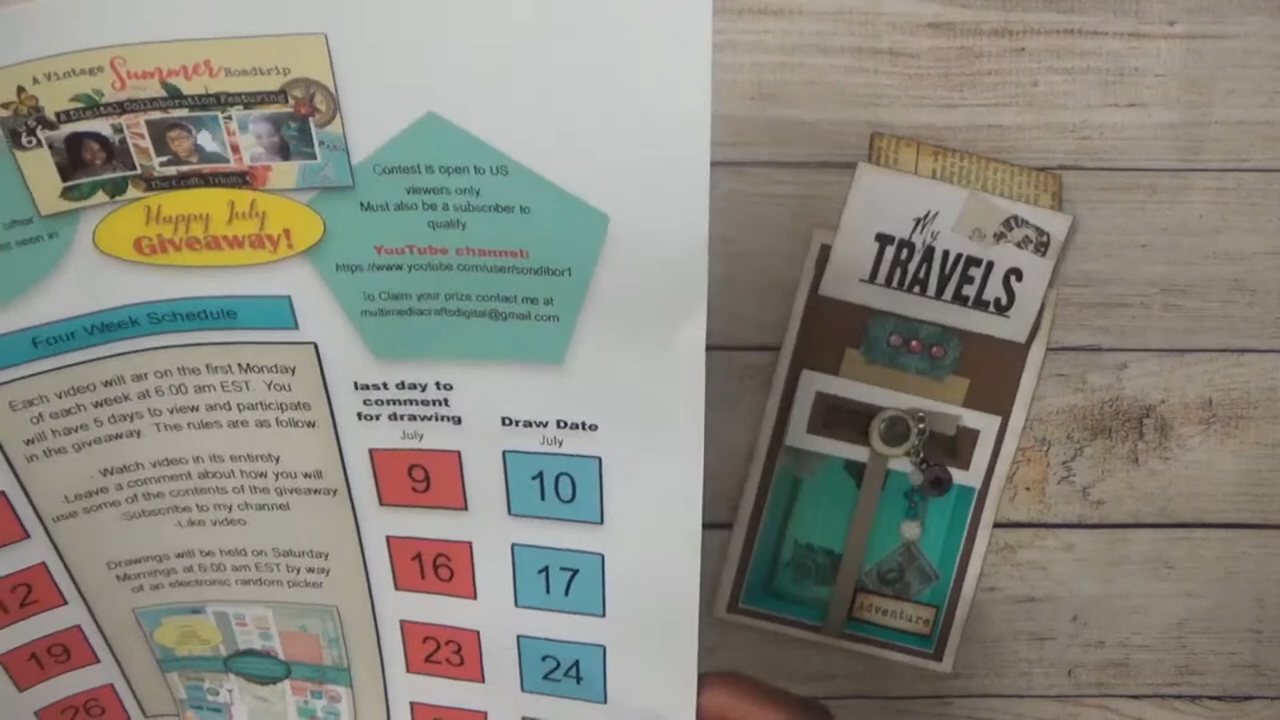 A Vintage Summer Roadtrip
A Digital Collaboration Featuring
The Crafts Trinity
Happy July
Giveaway!
seen in
Contest is open to US
viewers only.
Must also be a subscriber to
qualify.
YouTube channel:
https://www.youtube.com/user/sondibor1
To Claim your prize contact me at
multimediacraftsdigital@gmail.com
Four Week Schedule
Each video will air on the first Monday
of each week at 6:00 am EST. You
will have 5 days to view and participate
in the giveaway. The rules are as follow:
-Watch video in its entirety.
-Leave a comment about how you will
use some of the contents of the giveaway
-Subscribe to my channel
-Like video
Drawings will be held on Saturday
Mornings at 6:00 am EST by way
of an electronic random picker
12
19
26
last day to
comment
for drawing
July
9
16
23
Draw Date
July
10
17
24
My
TRAVELS
Adventure